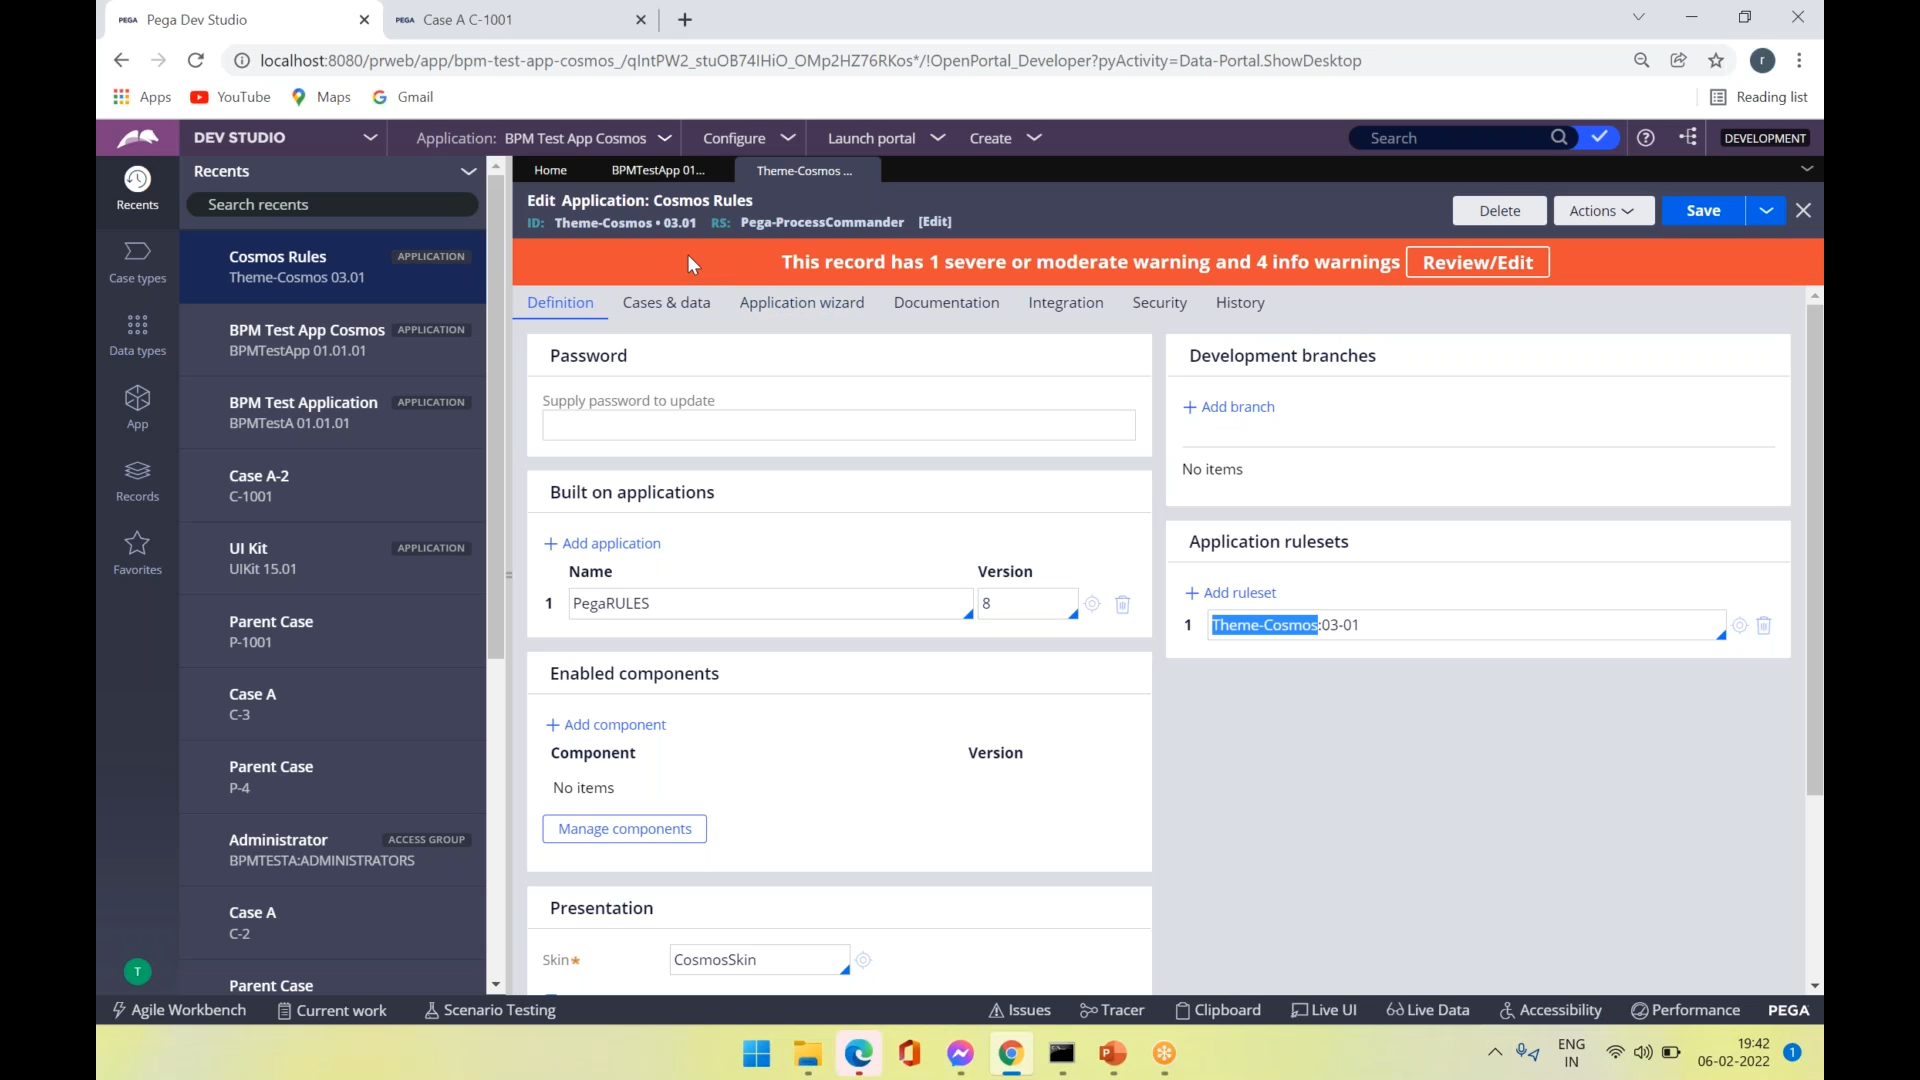 PEGA Pega Dev Studio
PEGA Case A C-1001
localhost:8080/prweb/app/bpm-test-app-cosmos_/qIntPW2_stuOB74IHiO_OMp2HZ76RKos*/!OpenPortal_Developer?pyActivity=Data-Portal.ShowDesktop
r
Apps
YouTube
Maps
Gmail
Reading list
DEV STUDIO
Application: BPM Test App Cosmos
Configure
Launch portal
Create
Search
DEVELOPMENT
Recents
Case types
Data types
App
Records
Favorites
T
Recents
Search recents
Cosmos Rules APPLICATION
Theme-Cosmos 03.01
BPM Test App Cosmos APPLICATION
BPMTestApp 01.01.01
BPM Test Application APPLICATION
BPMTestA 01.01.01
Case A-2
C-1001
UI Kit APPLICATION
UIKit 15.01
Parent Case
P-1001
Case A
C-3
Parent Case
P-4
Administrator ACCESS GROUP
BPMTESTA:ADMINISTRATORS
Case A
C-2
Parent Case
Home
BPMTestApp 01...
Theme-Cosmos ...
Edit Application: Cosmos Rules
ID: Theme-Cosmos • 03.01 RS: Pega-ProcessCommander [Edit]
Delete
Actions
Save
This record has 1 severe or moderate warning and 4 info warnings
Review/Edit
Definition
Cases & data
Application wizard
Documentation
Integration
Security
History
Password
Supply password to update
Built on applications
+ Add application
Name Version
1 PegaRULES 8
Enabled components
+ Add component
Component Version
No items
Manage components
Presentation
Skin* CosmosSkin
Development branches
+ Add branch
No items
Application rulesets
+ Add ruleset
1 Theme-Cosmos:03-01
Agile Workbench
Current work
Scenario Testing
Issues
Tracer
Clipboard
Live UI
Live Data
Accessibility
Performance
PEGA
ENG
IN
19:42
06-02-2022
1